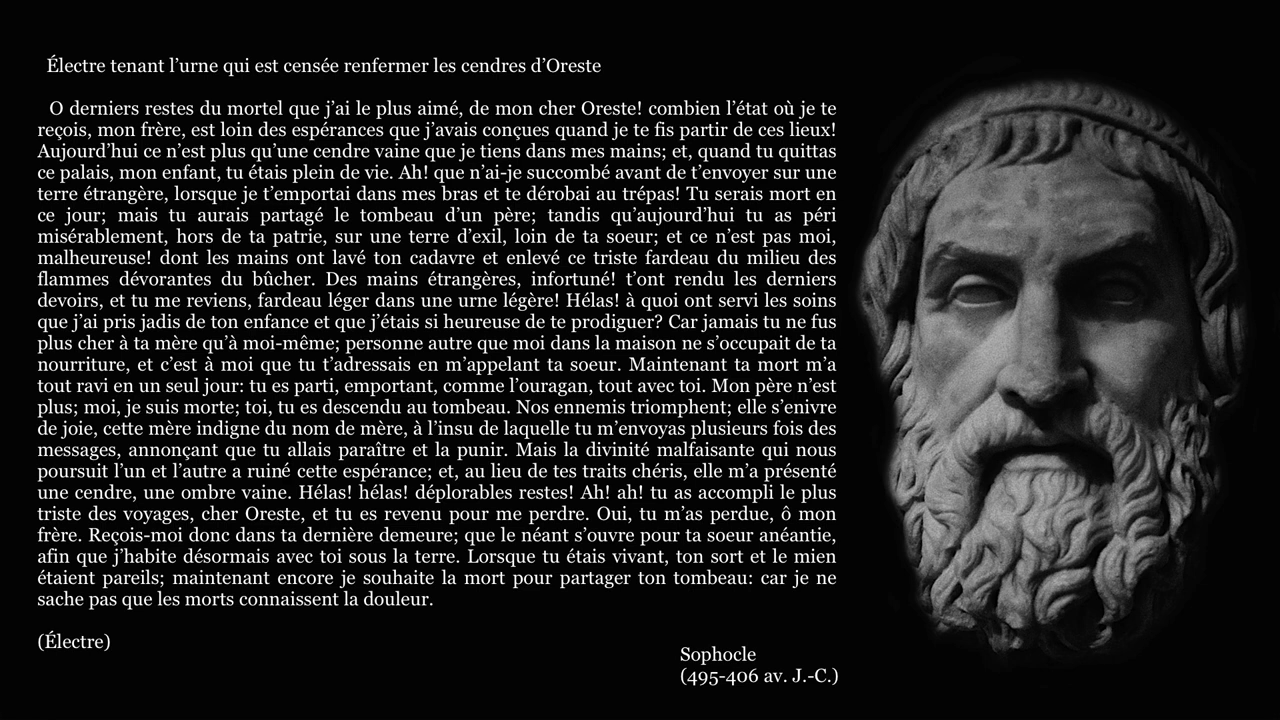 Électre tenant l’urne qui est censée renfermer les cendres d’Oreste
O derniers restes du mortel que j’ai le plus aimé, de mon cher Oreste! combien l’état où je te
reçois, mon frère, est loin des espérances que j’avais conçues quand je te fis partir de ces lieux!
Aujourd’hui ce n’est plus qu’une cendre vaine que je tiens dans mes mains; et, quand tu quittas
ce palais, mon enfant, tu étais plein de vie. Ah! que n’ai-je succombé avant de t’envoyer sur une
terre étrangère, lorsque je t’emportai dans mes bras et te dérobai au trépas! Tu serais mort en
ce jour; mais tu aurais partagé le tombeau d’un père; tandis qu’aujourd’hui tu as péri
misérablement, hors de ta patrie, sur une terre d’exil, loin de ta soeur; et ce n’est pas moi,
malheureuse! dont les mains ont lavé ton cadavre et enlevé ce triste fardeau du milieu des
flammes dévorantes du bûcher. Des mains étrangères, infortuné! t’ont rendu les derniers
devoirs, et tu me reviens, fardeau léger dans une urne légère! Hélas! à quoi ont servi les soins
que j’ai pris jadis de ton enfance et que j’étais si heureuse de te prodiguer? Car jamais tu ne fus
plus cher à ta mère qu’à moi-même; personne autre que moi dans la maison ne s’occupait de ta
nourriture, et c’est à moi que tu t’adressais en m’appelant ta soeur. Maintenant ta mort m’a
tout ravi en un seul jour: tu es parti, emportant, comme l’ouragan, tout avec toi. Mon père n’est
plus; moi, je suis morte; toi, tu es descendu au tombeau. Nos ennemis triomphent; elle s’enivre
de joie, cette mère indigne du nom de mère, à l’insu de laquelle tu m’envoyas plusieurs fois des
messages, annonçant que tu allais paraître et la punir. Mais la divinité malfaisante qui nous
poursuit l’un et l’autre a ruiné cette espérance; et, au lieu de tes traits chéris, elle m’a présenté
une cendre, une ombre vaine. Hélas! hélas! déplorables restes! Ah! ah! tu as accompli le plus
triste des voyages, cher Oreste, et tu es revenu pour me perdre. Oui, tu m’as perdue, ô mon
frère. Reçois-moi donc dans ta dernière demeure; que le néant s’ouvre pour ta soeur anéantie,
afin que j’habite désormais avec toi sous la terre. Lorsque tu étais vivant, ton sort et le mien
étaient pareils; maintenant encore je souhaite la mort pour partager ton tombeau: car je ne
sache pas que les morts connaissent la douleur.
(Électre)
Sophocle
(495-406 av. J.-C.)